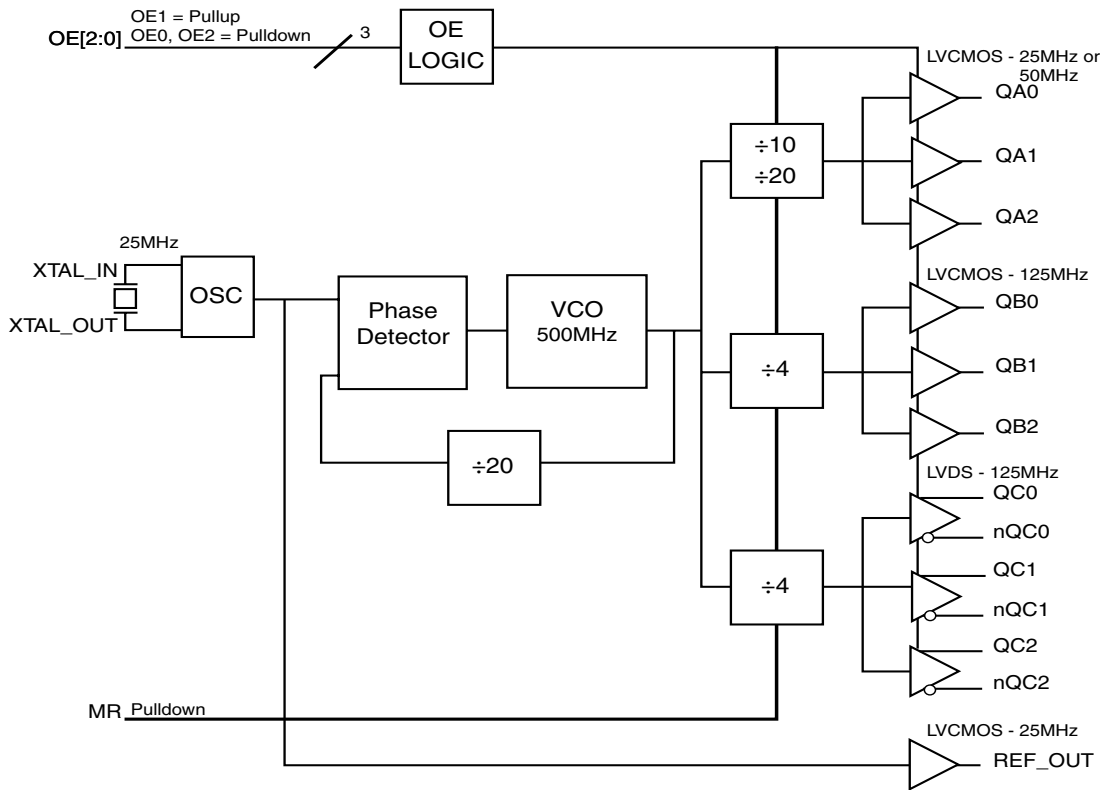 OE[2:0]
OE1 = Pullup
OE0, OE2 = Pulldown
3
OE
LOGIC
LVCMOS - 25MHz or
50MHz
QA0
÷10
÷20
QA1
QA2
25MHz
XTAL_IN
XTAL_OUT
OSC
Phase
Detector
VCO
500MHz
÷20
LVCMOS - 125MHz
QB0
÷4
QB1
QB2
LVDS - 125MHz
QC0
nQC0
÷4
QC1
nQC1
QC2
nQC2
MR
Pulldown
LVCMOS - 25MHz
REF_OUT